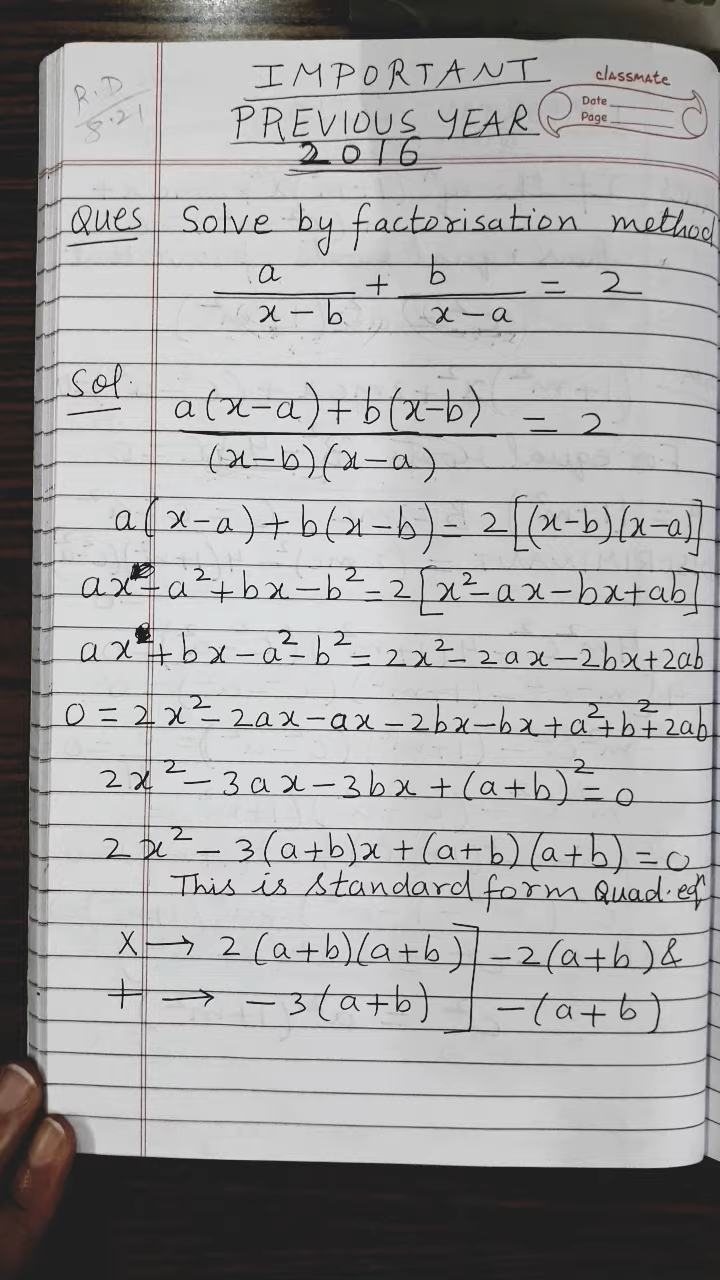 R.D
8.21
IMPORTANT
PREVIOUS YEAR
2016
classmate
Date
Page
Ques Solve by factorisation method
a/(x-b) + b/(x-a) = 2
Sol.
(a(x-a)+b(x-b))/((x-b)(x-a)) = 2
a(x-a)+b(x-b) = 2[(x-b)(x-a)]
ax-a²+bx-b² = 2[x²-ax-bx+ab]
ax+bx-a²-b² = 2x²-2ax-2bx+2ab
0 = 2x²-2ax-ax-2bx-bx+a²+b²+2ab
2x²-3ax-3bx+(a+b)² = 0
2x²-3(a+b)x+(a+b)(a+b) = 0
This is standard form Quad. eqn
x → 2(a+b)(a+b) ] -2(a+b) &
+ → -3(a+b) ] -(a+b)